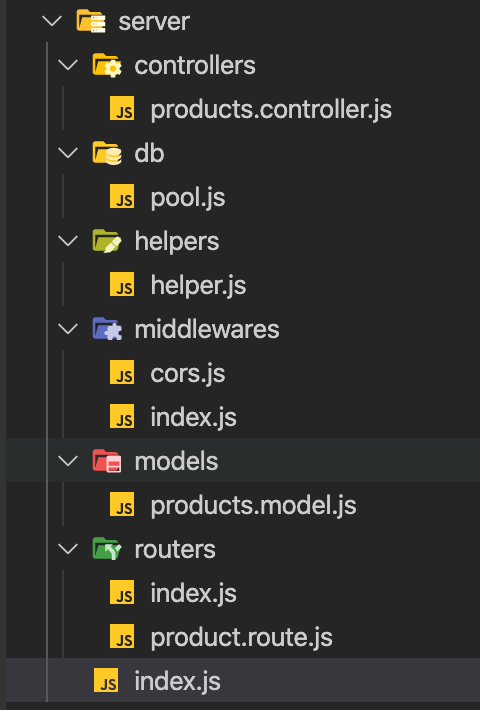 server
controllers
JS products.controller.js
db
JS pool.js
helpers
JS helper.js
middlewares
JS cors.js
JS index.js
models
JS products.model.js
routers
JS index.js
JS product.route.js
JS index.js